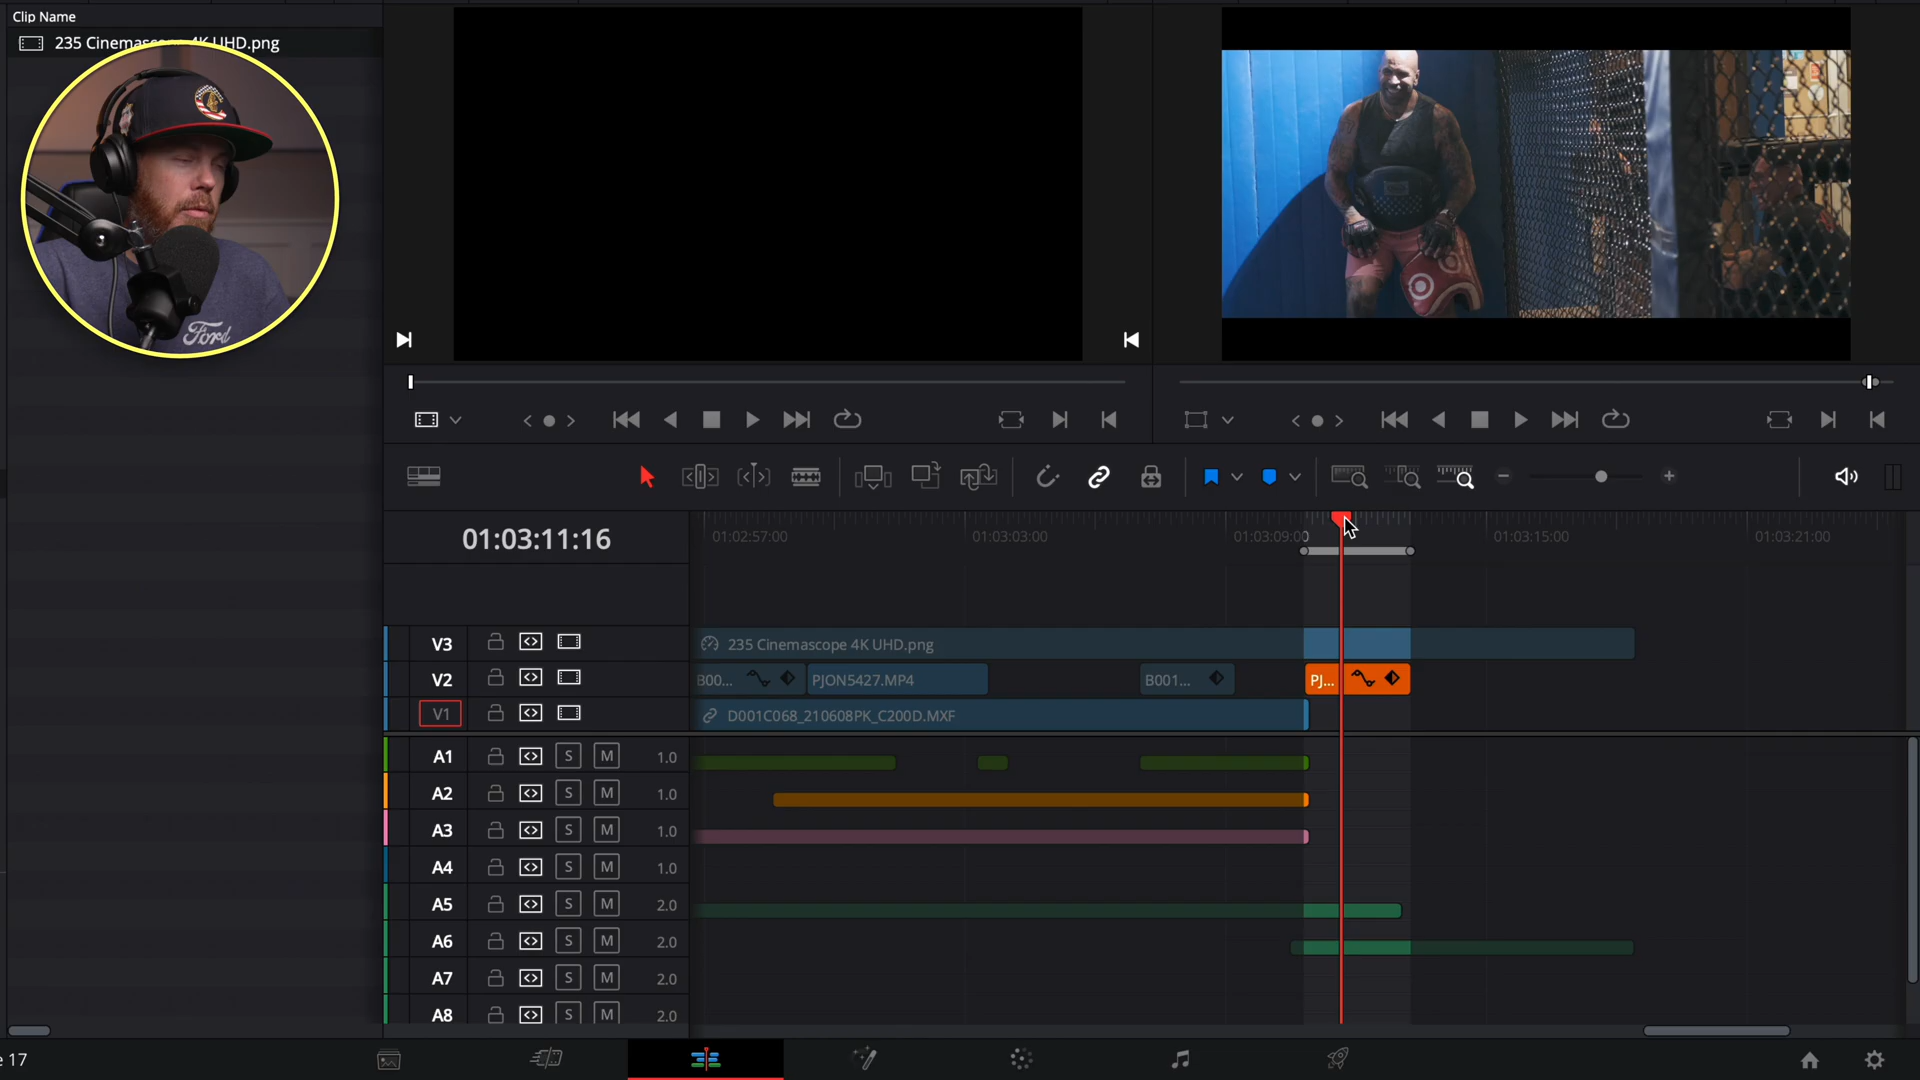 Clip Name
235 Cinemascope 4K UHD.png
Ford
01:03:11:16
01:02:57:00
01:03:03:00
01:03:09:00
01:03:15:00
01:03:21:00
V3
235 Cinemascope 4K UHD.png
V2
B00...
PJON5427.MP4
B001...
PJ...
V1
D001C068_210608PK_C200D.MXF
A1 S M 1.0
A2 S M 1.0
A3 S M 1.0
A4 S M 1.0
A5 S M 2.0
A6 S M 2.0
A7 S M 2.0
A8 S M 2.0
e 17